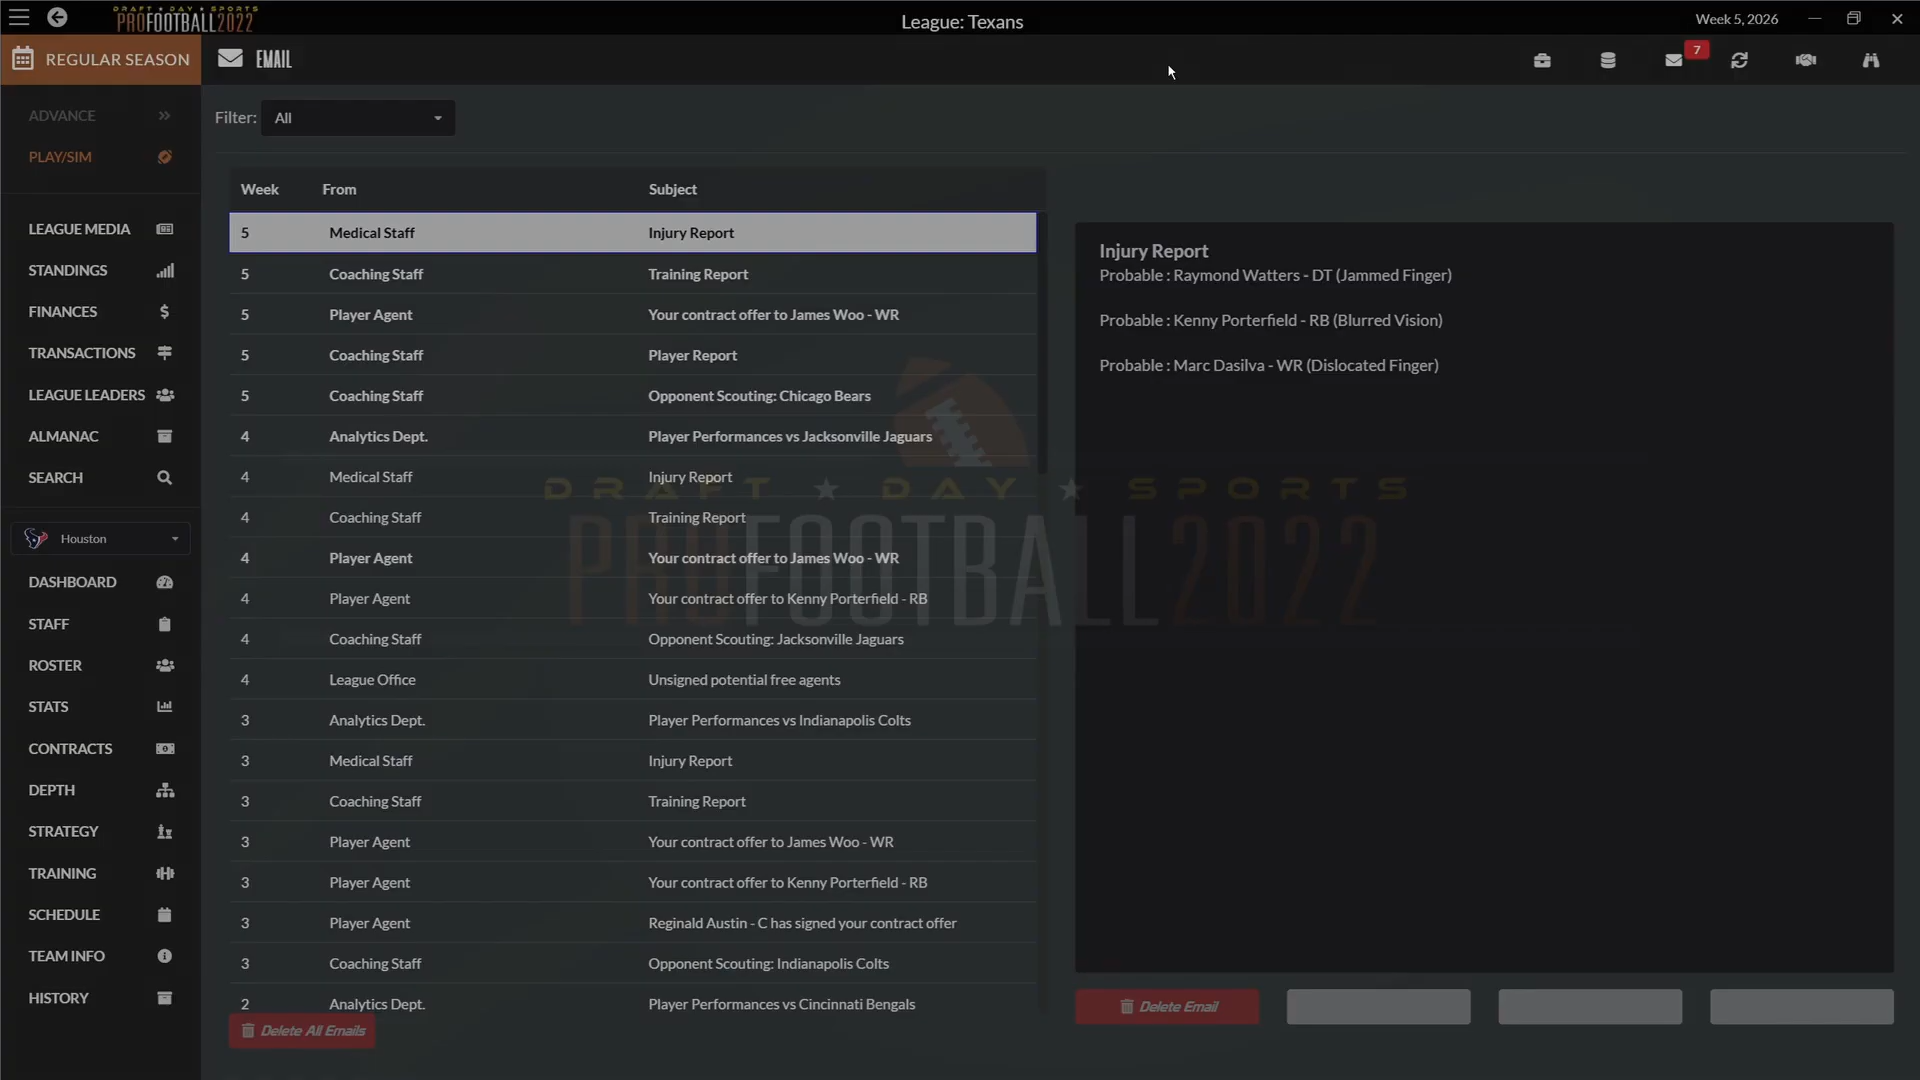 DRAFT • DAY • SPORTS
PROFOOTBALL2022
League: Texans
Week 5, 2026
REGULAR SEASON
EMAIL
7
ADVANCE
PLAY/SIM
LEAGUE MEDIA
STANDINGS
FINANCES
TRANSACTIONS
LEAGUE LEADERS
ALMANAC
SEARCH
Houston
DASHBOARD
STAFF
ROSTER
STATS
CONTRACTS
DEPTH
STRATEGY
TRAINING
SCHEDULE
TEAM INFO
HISTORY
Filter: All
Week From Subject
5 Medical Staff Injury Report
5 Coaching Staff Training Report
5 Player Agent Your contract offer to James Woo - WR
5 Coaching Staff Player Report
5 Coaching Staff Opponent Scouting: Chicago Bears
4 Analytics Dept. Player Performances vs Jacksonville Jaguars
4 Medical Staff Injury Report
4 Coaching Staff Training Report
4 Player Agent Your contract offer to James Woo - WR
4 Player Agent Your contract offer to Kenny Porterfield - RB
4 Coaching Staff Opponent Scouting: Jacksonville Jaguars
4 League Office Unsigned potential free agents
3 Analytics Dept. Player Performances vs Indianapolis Colts
3 Medical Staff Injury Report
3 Coaching Staff Training Report
3 Player Agent Your contract offer to James Woo - WR
3 Player Agent Your contract offer to Kenny Porterfield - RB
3 Player Agent Reginald Austin - C has signed your contract offer
3 Coaching Staff Opponent Scouting: Indianapolis Colts
2 Analytics Dept. Player Performances vs Cincinnati Bengals
Delete All Emails
Injury Report
Probable : Raymond Watters - DT (Jammed Finger)
Probable : Kenny Porterfield - RB (Blurred Vision)
Probable : Marc Dasilva - WR (Dislocated Finger)
Delete Email
DRAFT ★ DAY ★ SPORTS
PROFOOTBALL2022